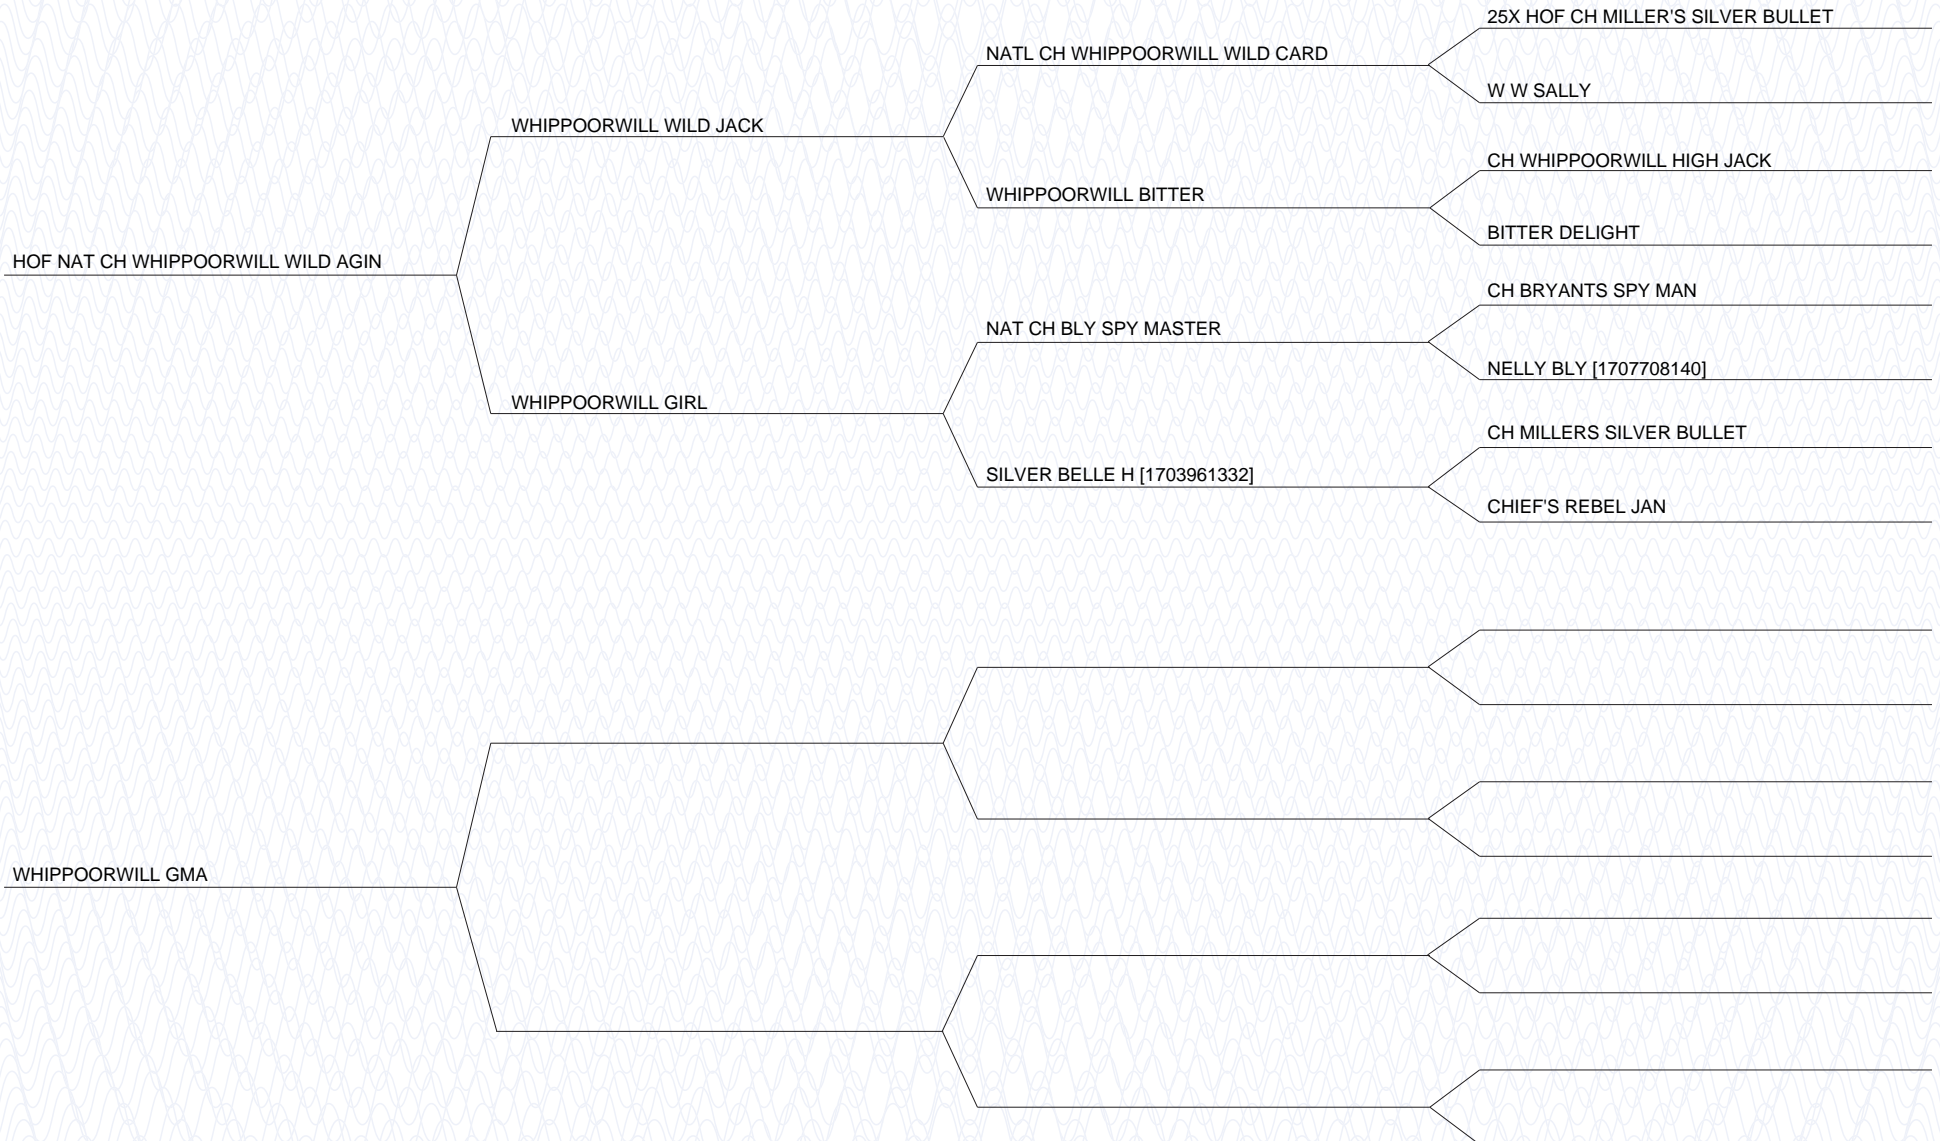 25X HOF CH MILLER'S SILVER BULLET
NATL CH WHIPPOORWILL WILD CARD
W W SALLY
WHIPPOORWILL WILD JACK
CH WHIPPOORWILL HIGH JACK
WHIPPOORWILL BITTER
BITTER DELIGHT
HOF NAT CH WHIPPOORWILL WILD AGIN
CH BRYANTS SPY MAN
NAT CH BLY SPY MASTER
NELLY BLY [1707708140]
WHIPPOORWILL GIRL
CH MILLERS SILVER BULLET
SILVER BELLE H [1703961332]
CHIEF'S REBEL JAN
WHIPPOORWILL GMA